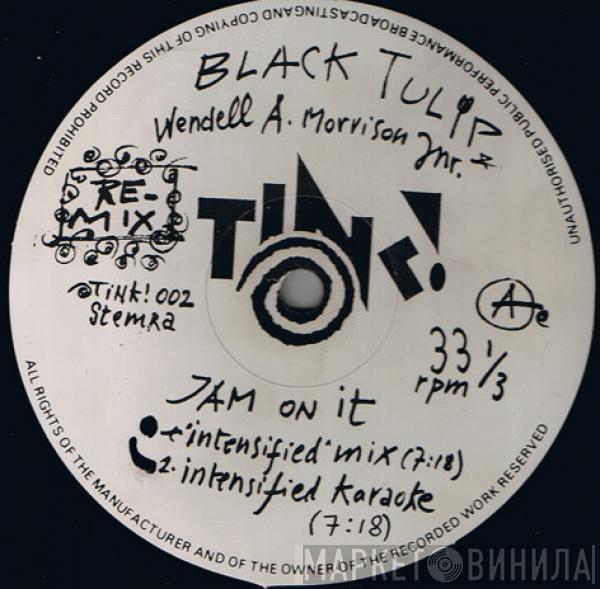 UNAUTHORISED PUBLIC PERFORMANCE BROADCASTING AND COPYING OF THIS RECORD PROHIBITED
BLACK TULIP
Wendell A. Morrison Jnr.
RE-
MIX
TINK!
TiNk! 002
Stemra
A
e
33 1/3
rpm
JAM ON it
"intensified" mix (7:18)
2. intensified karaoke
(7:18)
ALL RIGHTS OF THE MANUFACTURER AND OF THE OWNER OF THE RECORDED WORK RESERVED
МАРКЕТ ВИНИЛА